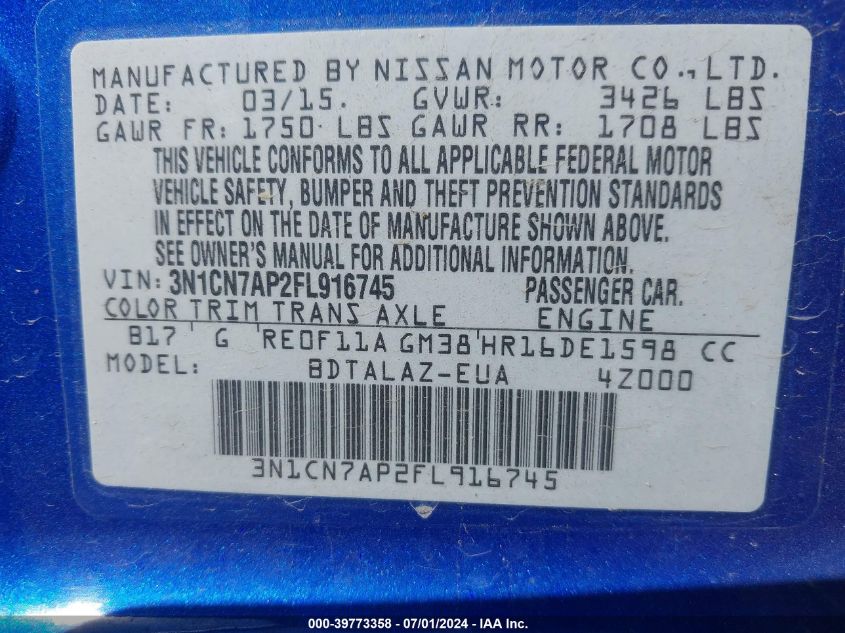 MANUFACTURED BY NISSAN MOTOR CO., LTD.
DATE: 03/15. GVWR: 3426 LBS
GAWR FR: 1750 LBS GAWR RR: 1708 LBS
THIS VEHICLE CONFORMS TO ALL APPLICABLE FEDERAL MOTOR
VEHICLE SAFETY, BUMPER AND THEFT PREVENTION STANDARDS
IN EFFECT ON THE DATE OF MANUFACTURE SHOWN ABOVE.
SEE OWNER'S MANUAL FOR ADDITIONAL INFORMATION.
VIN: 3N1CN7AP2FL916745 PASSENGER CAR.
COLOR TRIM TRANS AXLE ENGINE
B17 G RE0F11A GM38 HR16DE1598 CC
MODEL: BDTALAZ-EUA 4Z000
3N1CN7AP2FL916745
000-39773358 - 07/01/2024 - IAA Inc.